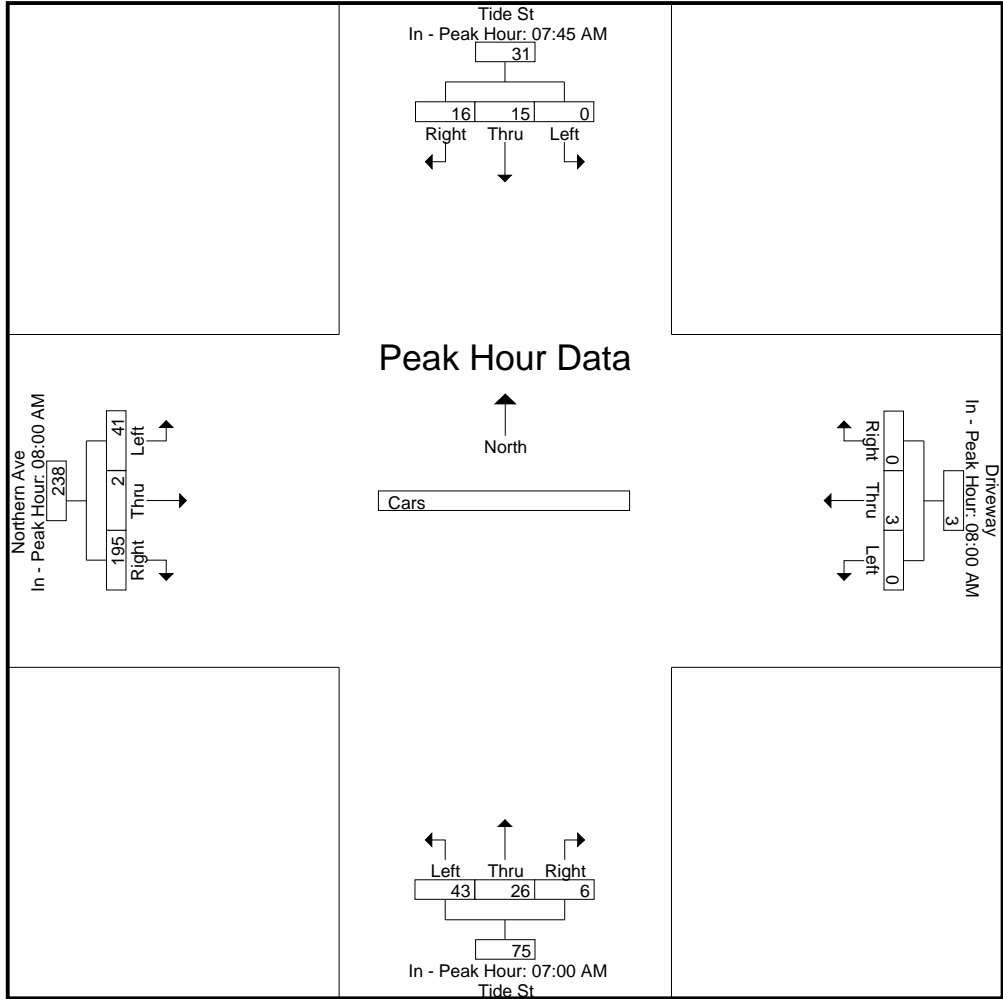 Tide St
In - Peak Hour: 07:45 AM
31
16 15 0
Right Thru Left
Peak Hour Data
North
Cars
Northern Ave
In - Peak Hour: 08:00 AM
238
41 2 195
Left Thru Right
Driveway
In - Peak Hour: 08:00 AM
3
0 3 0
Right Thru Left
Left Thru Right
43 26 6
75
In - Peak Hour: 07:00 AM
Tide St